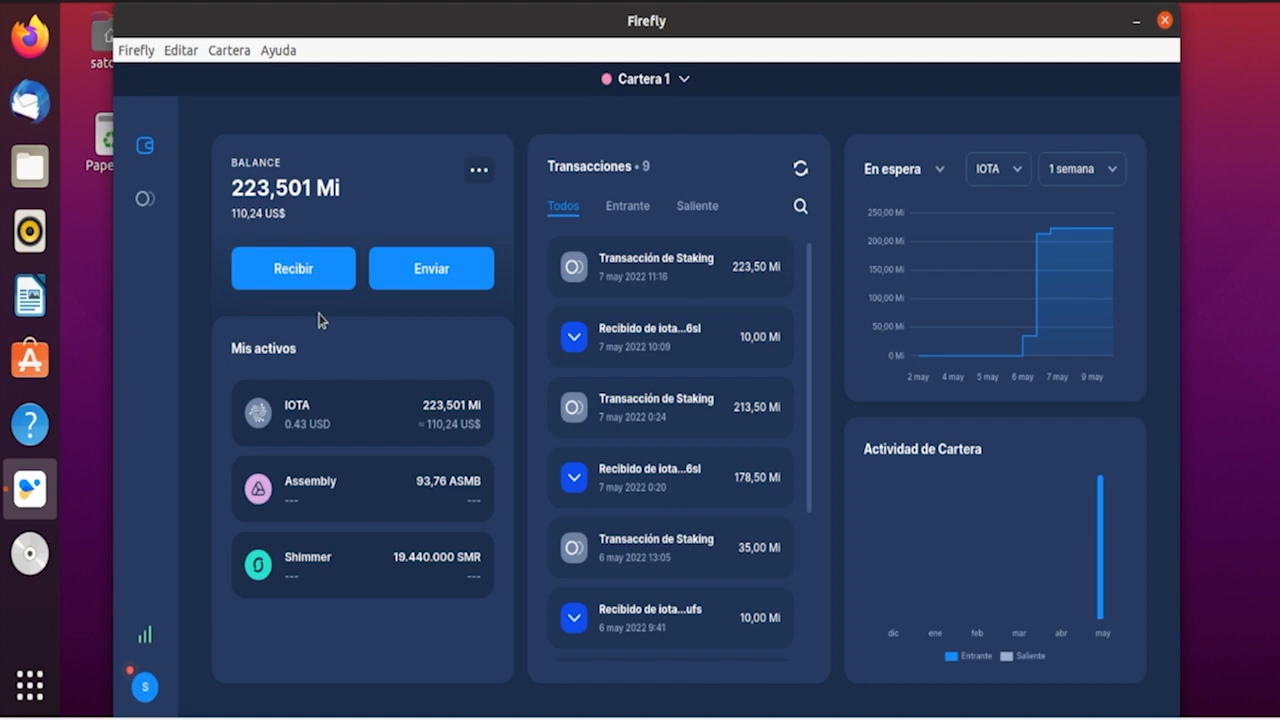 Firefly
Firefly Editar Cartera Ayuda
Cartera 1
BALANCE
223,501 Mi
110,24 US$
Recibir
Enviar
Mis activos
IOTA
223,501 Mi
0.43 USD
≈ 110,24 US$
Assembly
93,76 ASMB
---
---
Shimmer
19.440.000 SMR
---
---
Transacciones • 9
Todos Entrante Saliente
Transacción de Staking
7 may 2022 11:16
223,50 Mi
Recibido de iota...6sl
7 may 2022 10:09
10,00 Mi
Transacción de Staking
7 may 2022 0:24
213,50 Mi
Recibido de iota...6sl
7 may 2022 0:20
178,50 Mi
Transacción de Staking
6 may 2022 13:05
35,00 Mi
Recibido de iota...ufs
6 may 2022 9:41
10,00 Mi
En espera
IOTA
1 semana
250,00 Mi
200,00 Mi
150,00 Mi
100,00 Mi
50,00 Mi
0 Mi
2 may 4 may 5 may 6 may 7 may 9 may
Actividad de Cartera
dic ene feb mar abr may
Entrante Saliente
S
satc
Pape